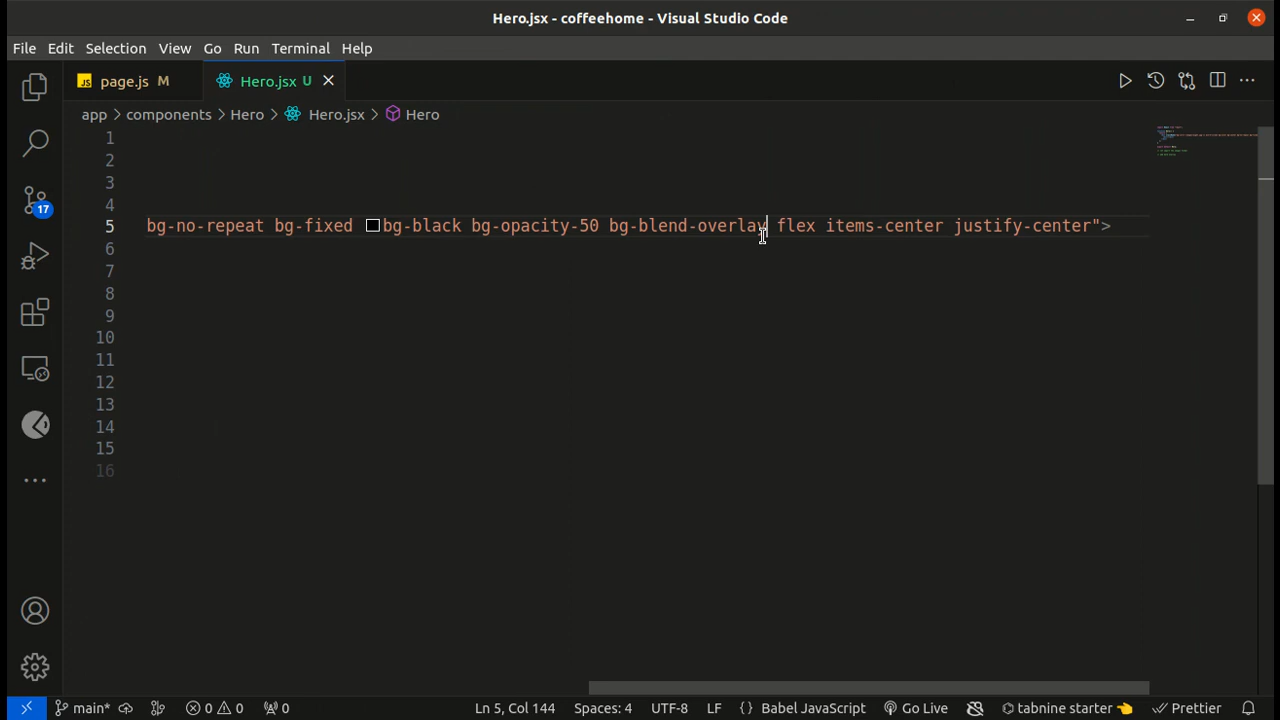 Hero.jsx - coffeehome - Visual Studio Code
File Edit Selection View Go Run Terminal Help
JS page.js M Hero.jsx U
app > components > Hero > Hero.jsx > Hero
1
2
3
4
5 bg-no-repeat bg-fixed bg-black bg-opacity-50 bg-blend-overlay flex items-center justify-center">
6
7
8
9
10
11
12
13
14
15
16
17
main* 0 0 0 Ln 5, Col 144 Spaces: 4 UTF-8 LF {} Babel JavaScript Go Live tabnine starter 👈 Prettier